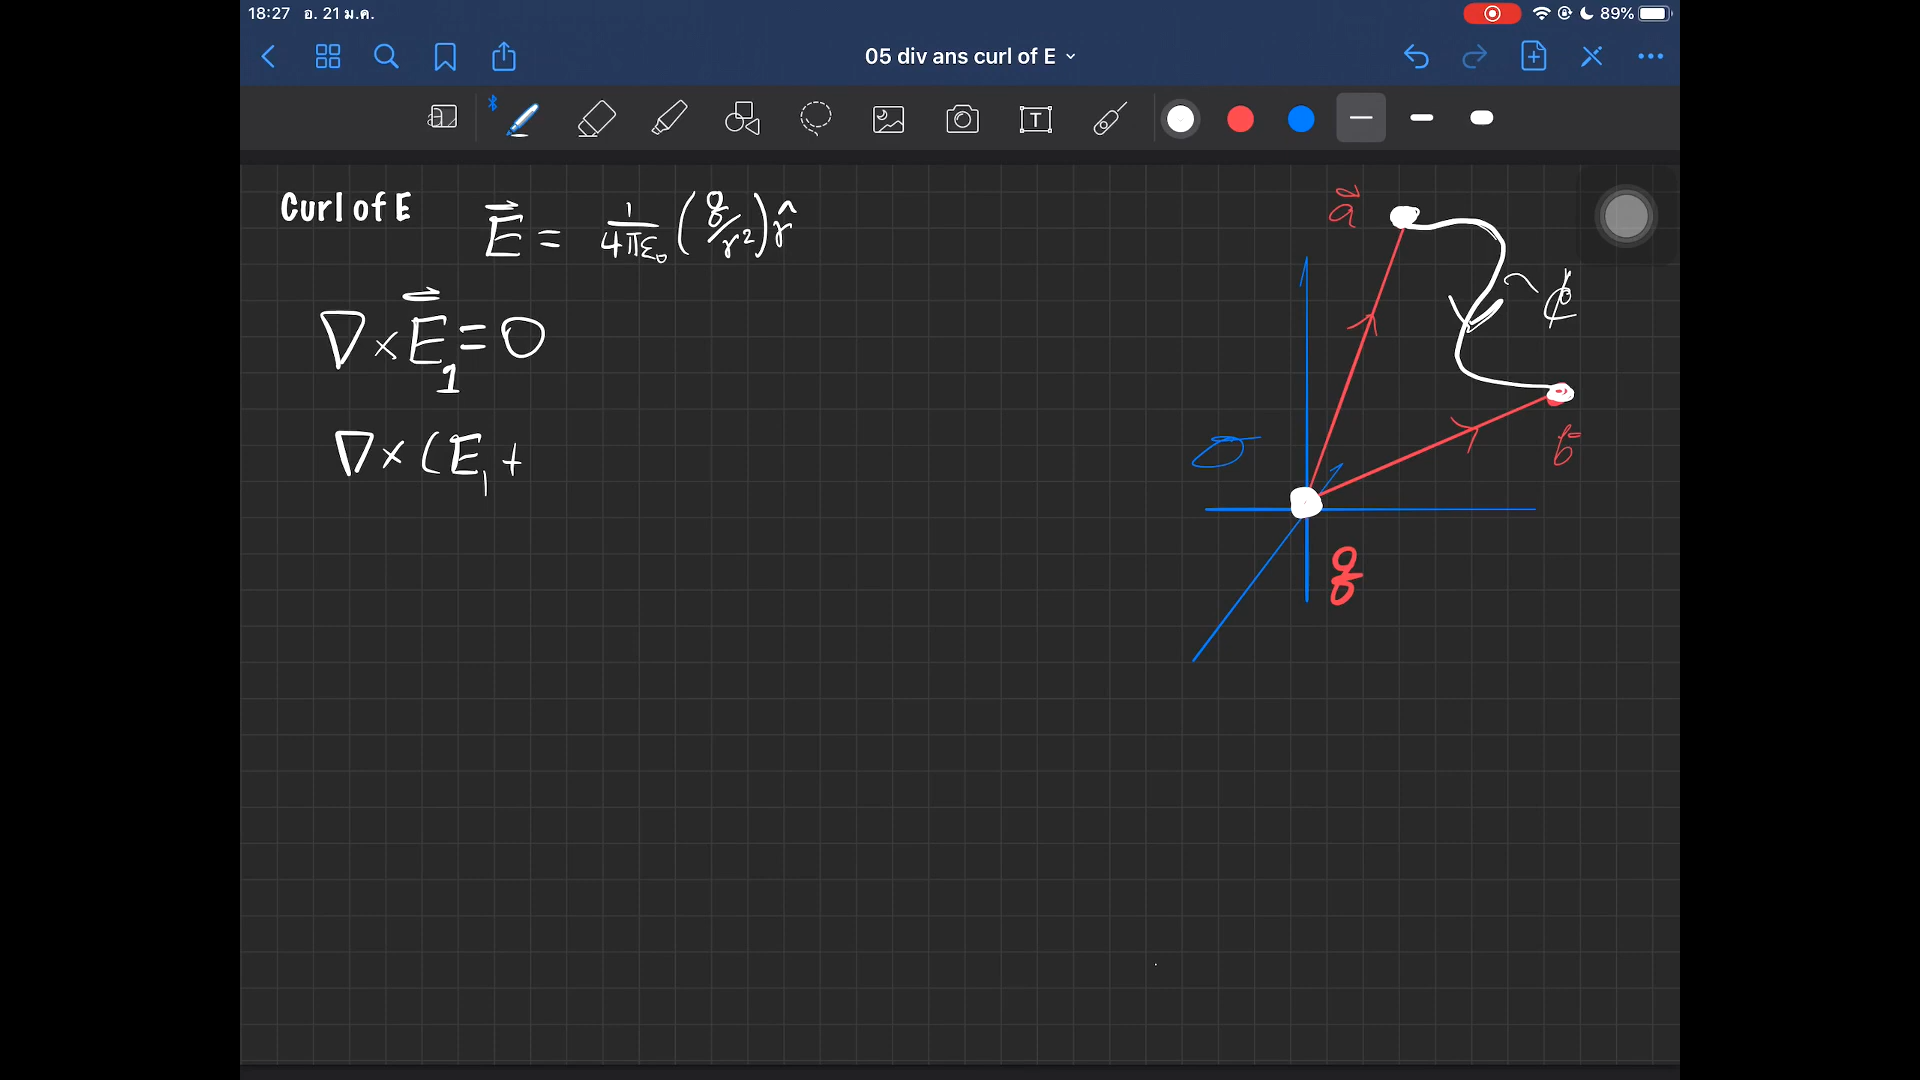 18:27 อ. 21 ม.ค. 89%
05 div ans curl of E
T
Curl of E
E⃗ = 1/4πε₀ (q/r²) r̂
∇ × E⃗₁ = 0
∇ × (E₁ +
a⃗
b
q